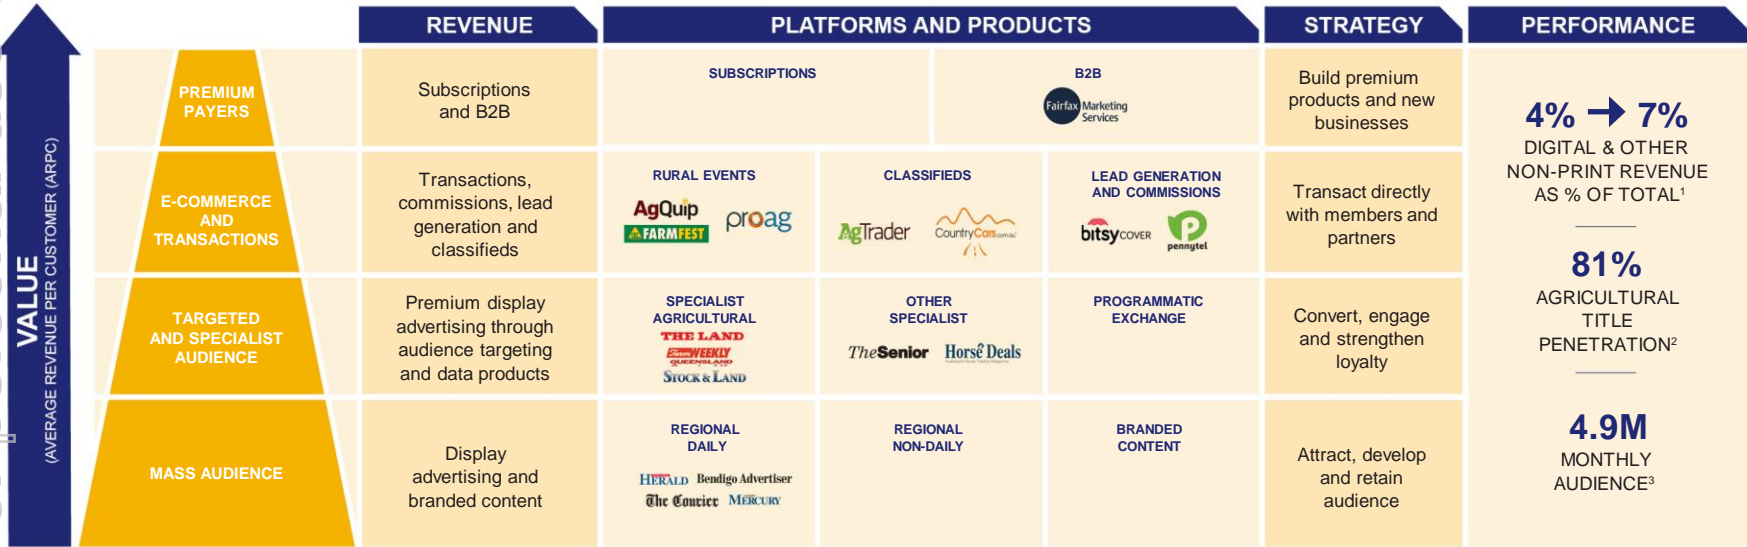 REVENUE
PLATFORMS AND PRODUCTS
STRATEGY
PERFORMANCE
VALUE
(AVERAGE REVENUE PER CUSTOMER (ARPC)
PREMIUM
PAYERS
Subscriptions
and B2B
SUBSCRIPTIONS
B2B
Fairfax Marketing
Services
Build premium
products and new
businesses
E-COMMERCE
AND
TRANSACTIONS
Transactions,
commissions, lead
generation and
classifieds
RURAL EVENTS
AgQuip
FARMFEST
proag
CLASSIFIEDS
AgTrader
CountryCars.com.au
LEAD GENERATION
AND COMMISSIONS
bitsycover
pennytel
Transact directly
with members and
partners
TARGETED
AND SPECIALIST
AUDIENCE
Premium display
advertising through
audience targeting
and data products
SPECIALIST
AGRICULTURAL
THE LAND
FarmWEEKLY
QUEENSLAND
STOCK & LAND
OTHER
SPECIALIST
TheSenior
Horse Deals
PROGRAMMATIC
EXCHANGE
Convert, engage
and strengthen
loyalty
MASS AUDIENCE
Display
advertising and
branded content
REGIONAL
DAILY
HERALD
Bendigo Advertiser
The Courier
MERCURY
REGIONAL
NON-DAILY
BRANDED
CONTENT
Attract, develop
and retain
audience
4% → 7%
DIGITAL & OTHER
NON-PRINT REVENUE
AS % OF TOTAL¹
81%
AGRICULTURAL
TITLE
PENETRATION²
4.9M
MONTHLY
AUDIENCE³